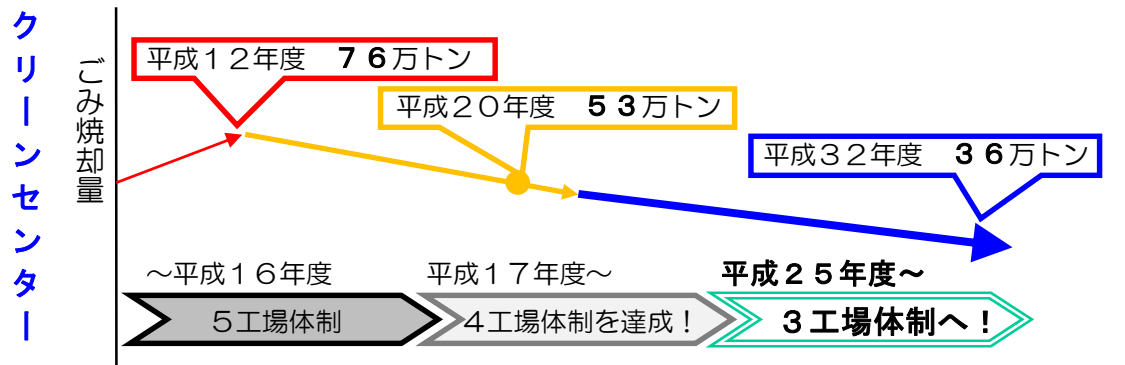 クリーンセンター
ごみ焼却量
平成１２年度　７６万トン
平成２０年度　５３万トン
平成３２年度　３６万トン
～平成１６年度
平成１７年度～
平成２５年度～
５工場体制
４工場体制を達成！
３工場体制へ！